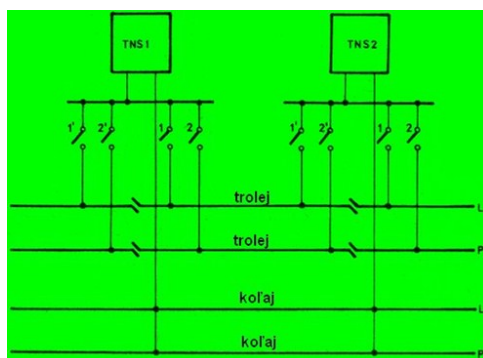 TNS1 TNS2
1' 2' 1 2 1' 2' 1 2
trolej L
trolej P
koľaj L
koľaj P